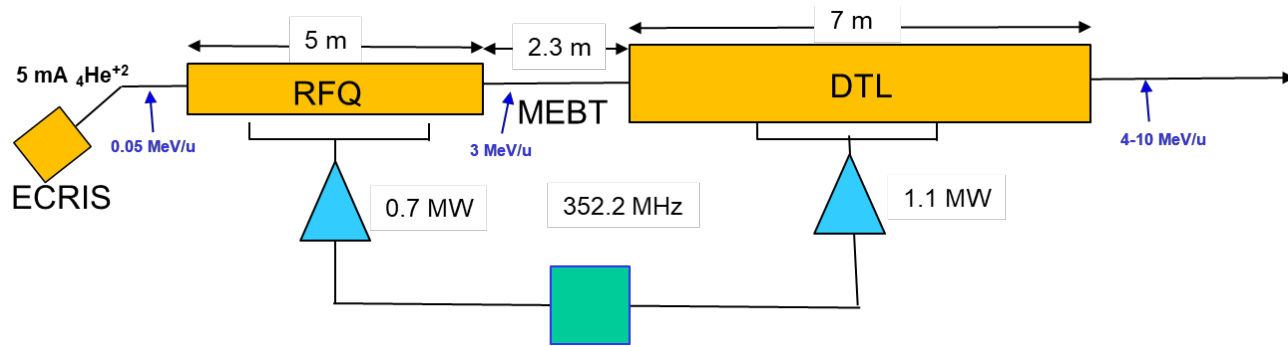 5 m
2.3 m
7 m
5 mA ₄He⁺²
RFQ
MEBT
DTL
0.05 MeV/u
3 MeV/u
4-10 MeV/u
ECRIS
0.7 MW
352.2 MHz
1.1 MW